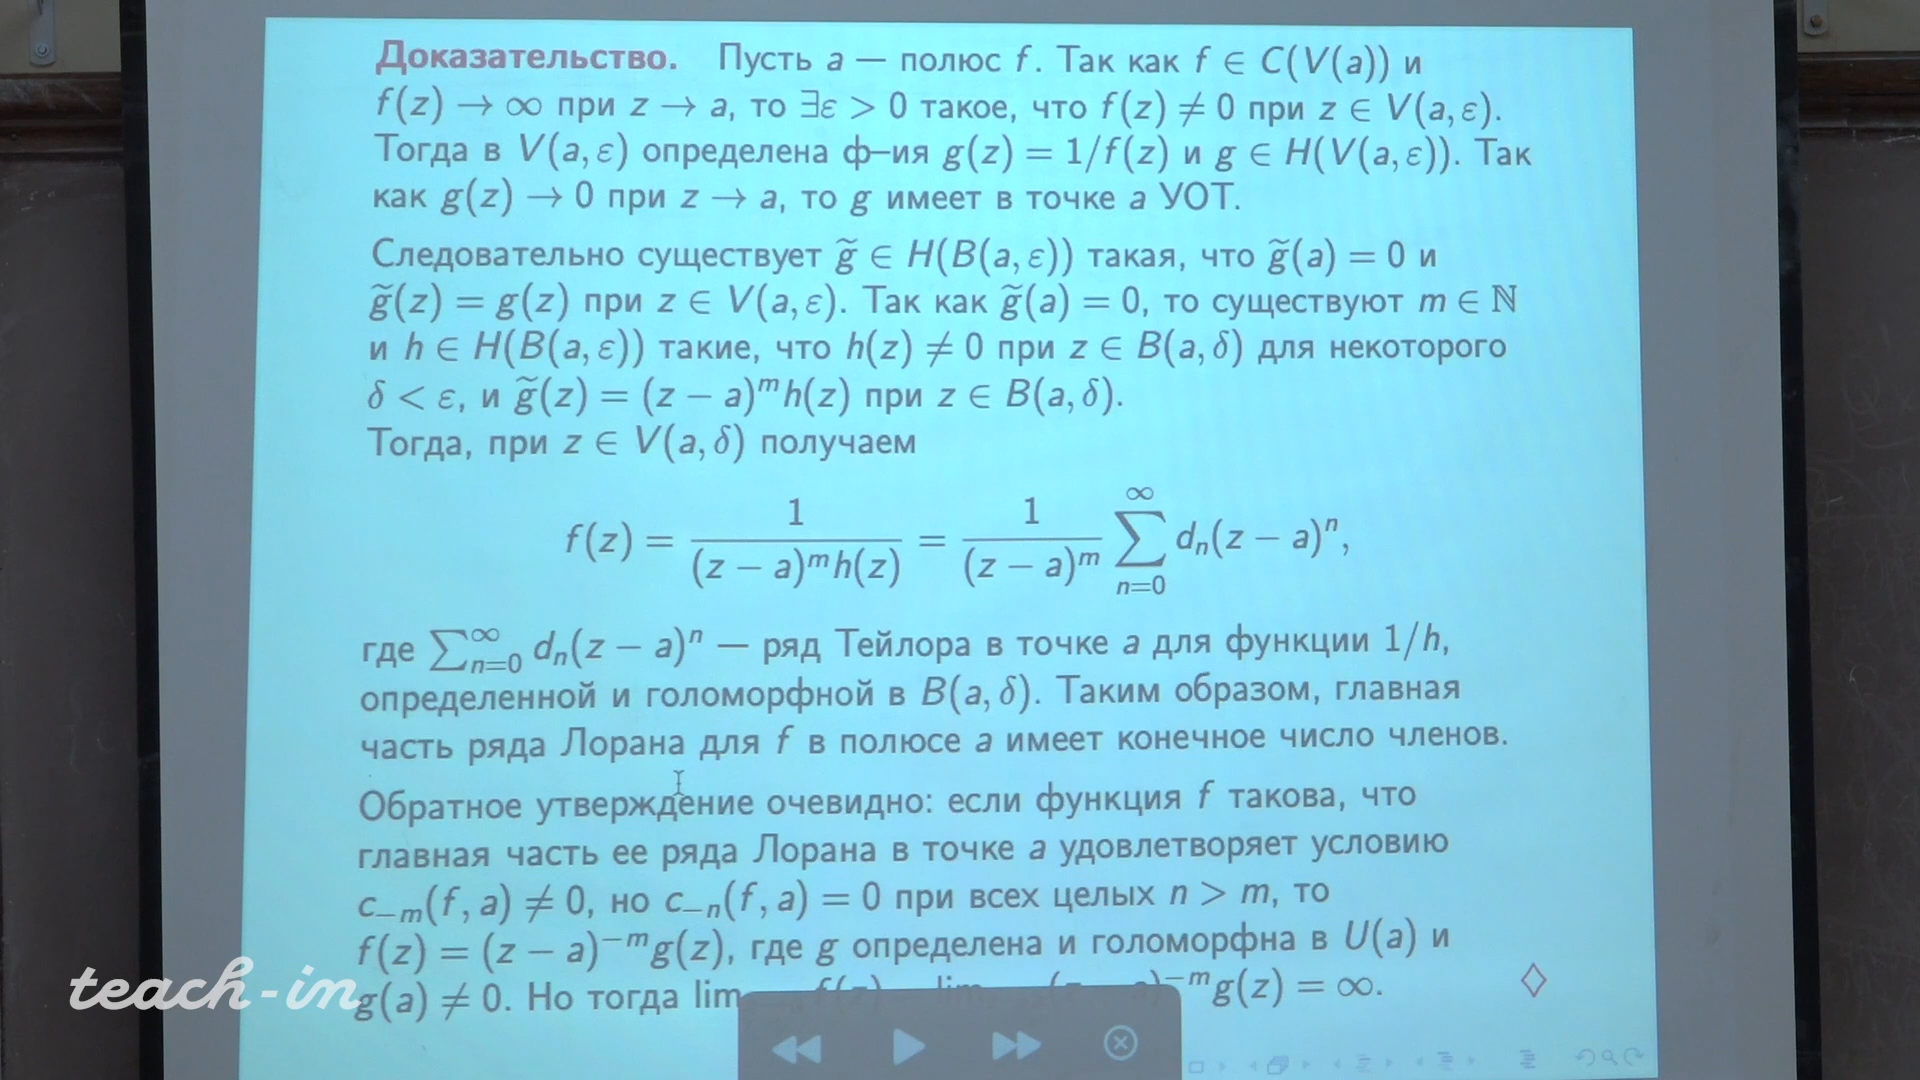 Доказательство. Пусть a — полюс f. Так как f ∈ C(V(a)) и
f(z) → ∞ при z → a, то ∃ε > 0 такое, что f(z) ≠ 0 при z ∈ V(a, ε).
Тогда в V(a, ε) определена ф–ия g(z) = 1/f(z) и g ∈ H(V(a, ε)). Так
как g(z) → 0 при z → a, то g имеет в точке a УОТ.
Следовательно существует g̃ ∈ H(B(a, ε)) такая, что g̃(a) = 0 и
g̃(z) = g(z) при z ∈ V(a, ε). Так как g̃(a) = 0, то существуют m ∈ ℕ
и h ∈ H(B(a, ε)) такие, что h(z) ≠ 0 при z ∈ B(a, δ) для некоторого
δ < ε, и g̃(z) = (z − a)^m h(z) при z ∈ B(a, δ).
Тогда, при z ∈ V(a, δ) получаем
f(z) = 1/((z − a)^m h(z)) = 1/(z − a)^m ∑_{n=0}^{∞} d_n(z − a)^n,
где ∑_{n=0}^{∞} d_n(z − a)^n — ряд Тейлора в точке a для функции 1/h,
определенной и голоморфной в B(a, δ). Таким образом, главная
часть ряда Лорана для f в полюсе a имеет конечное число членов.
Обратное утверждение очевидно: если функция f такова, что
главная часть ее ряда Лорана в точке a удовлетворяет условию
c_{−m}(f, a) ≠ 0, но c_{−n}(f, a) = 0 при всех целых n > m, то
f(z) = (z − a)^{−m} g(z), где g определена и голоморфна в U(a) и
g(a) ≠ 0. Но тогда lim g(z) = ∞. ◇
teach-in